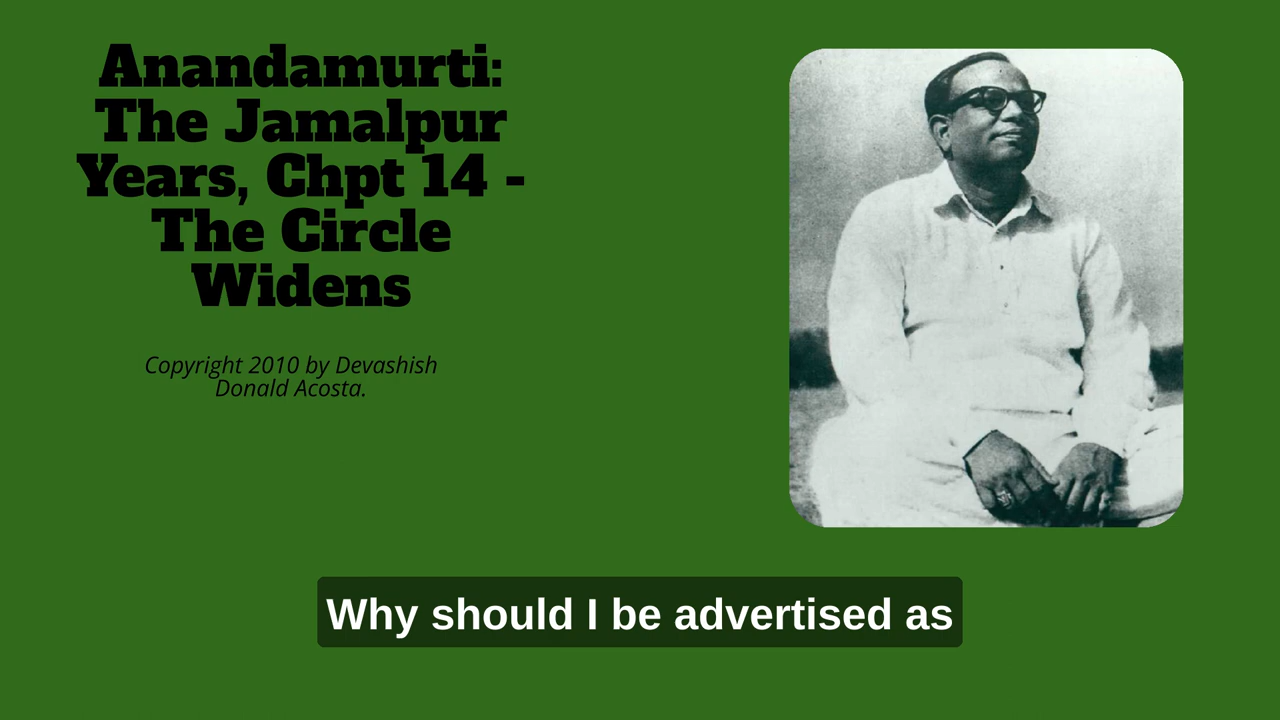 Anandamurti:
The Jamalpur
Years, Chpt 14 -
The Circle
Widens
Copyright 2010 by Devashish
Donald Acosta.
Why should I be advertised as